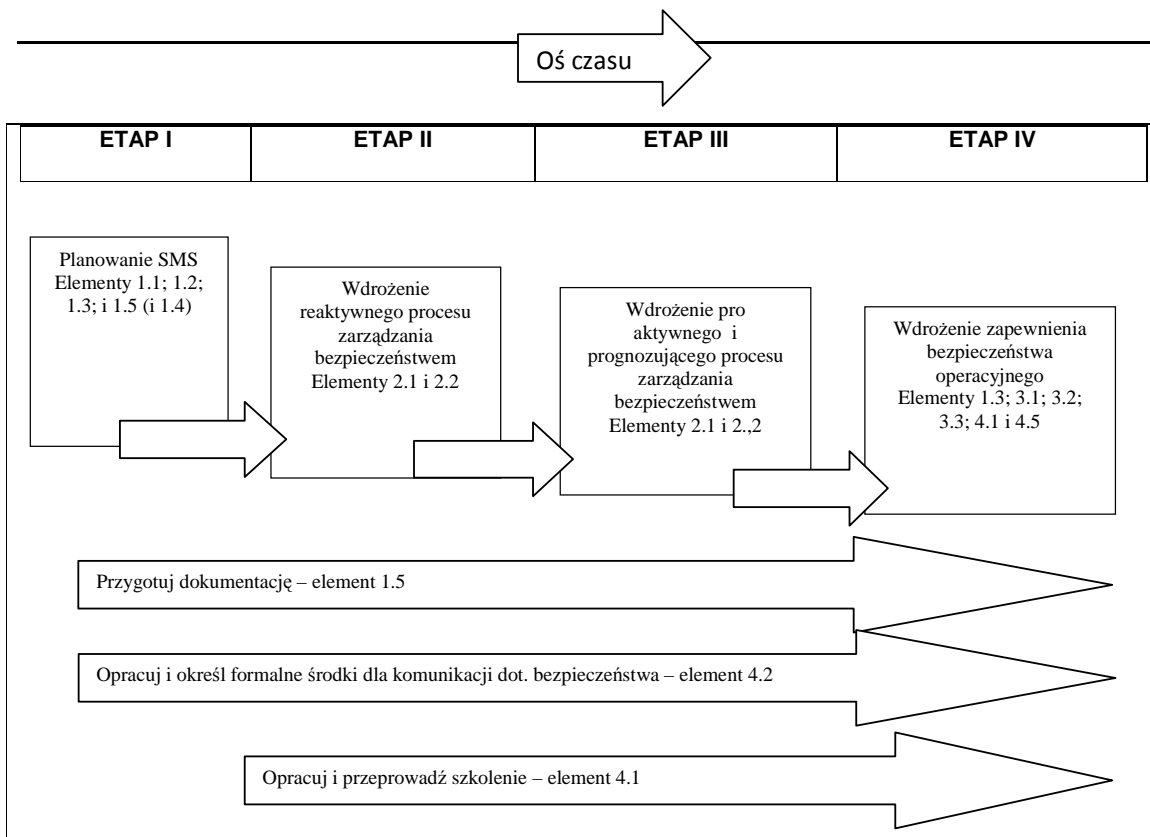 Oś czasu
ETAP I
ETAP II
ETAP III
ETAP IV
Planowanie SMS
Elementy 1.1; 1.2;
1.3; i 1.5 (i 1.4)
Wdrożenie
reaktywnego procesu
zarządzania
bezpieczeństwem
Elementy 2.1 i 2.2
Wdrożenie pro
aktywnego i
prognozującego procesu
zarządzania
bezpieczeństwem
Elementy 2.1 i 2.,2
Wdrożenie zapewnienia
bezpieczeństwa
operacyjnego
Elementy 1.3; 3.1; 3.2;
3.3; 4.1 i 4.5
Przygotuj dokumentację – element 1.5
Opracuj i określ formalne środki dla komunikacji dot. bezpieczeństwa – element 4.2
Opracuj i przeprowadź szkolenie – element 4.1